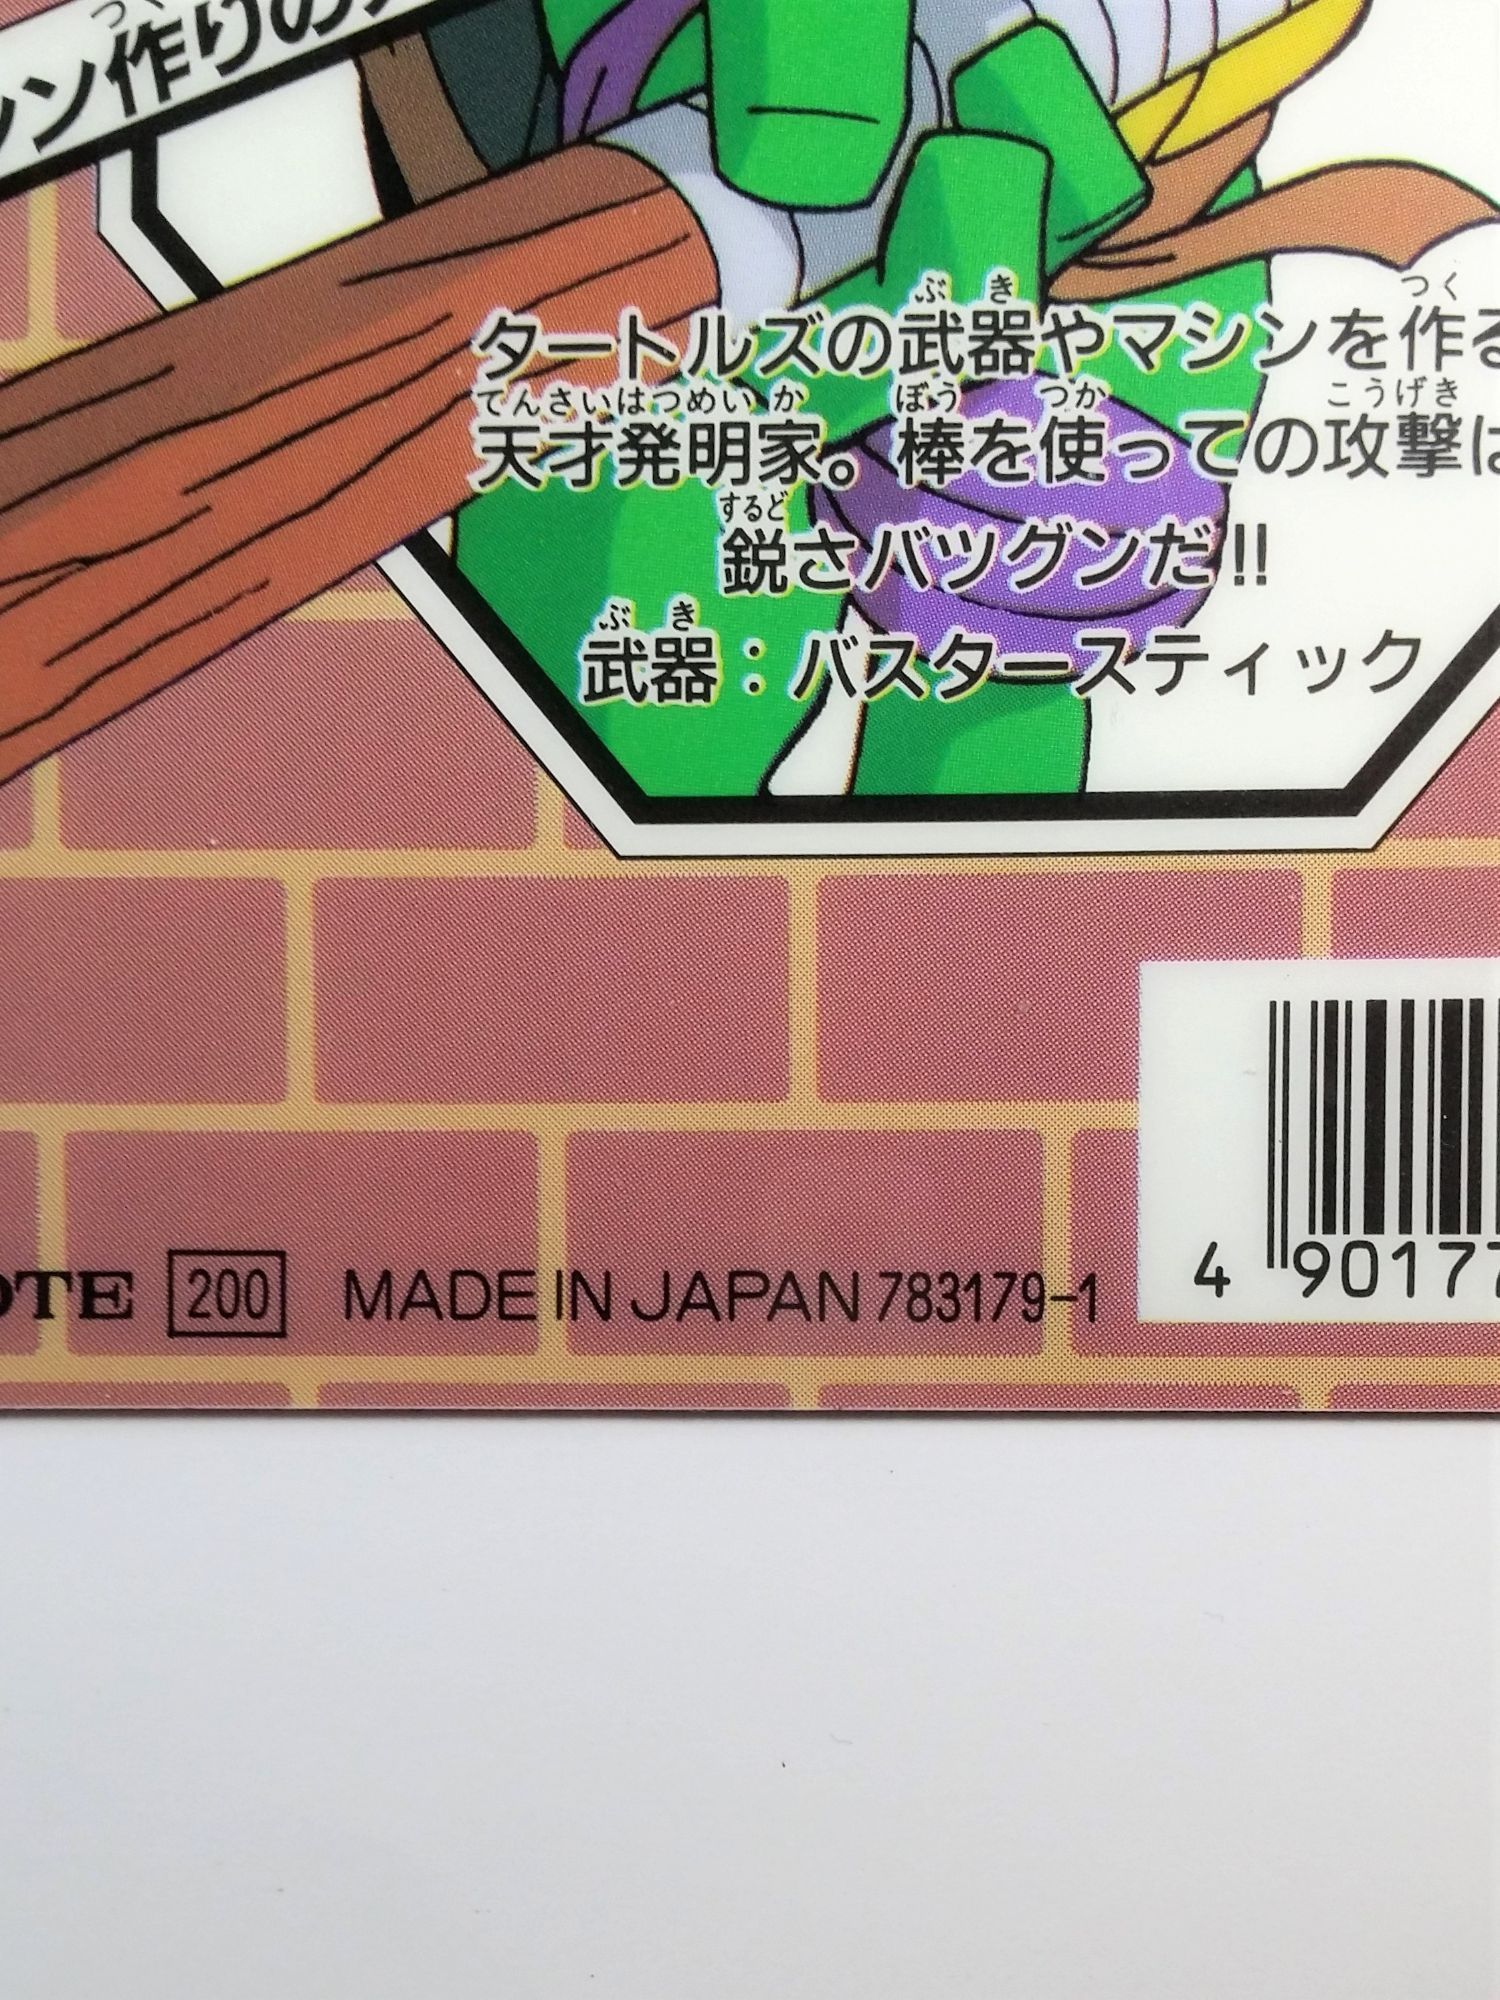 シン作りの
タートルズの武器やマシンを作る
天才発明家。棒を使っての攻撃は
鋭さバツグンだ!!
武器：バスタースティック
OTE 200 MADE IN JAPAN 783179-1
4 90177